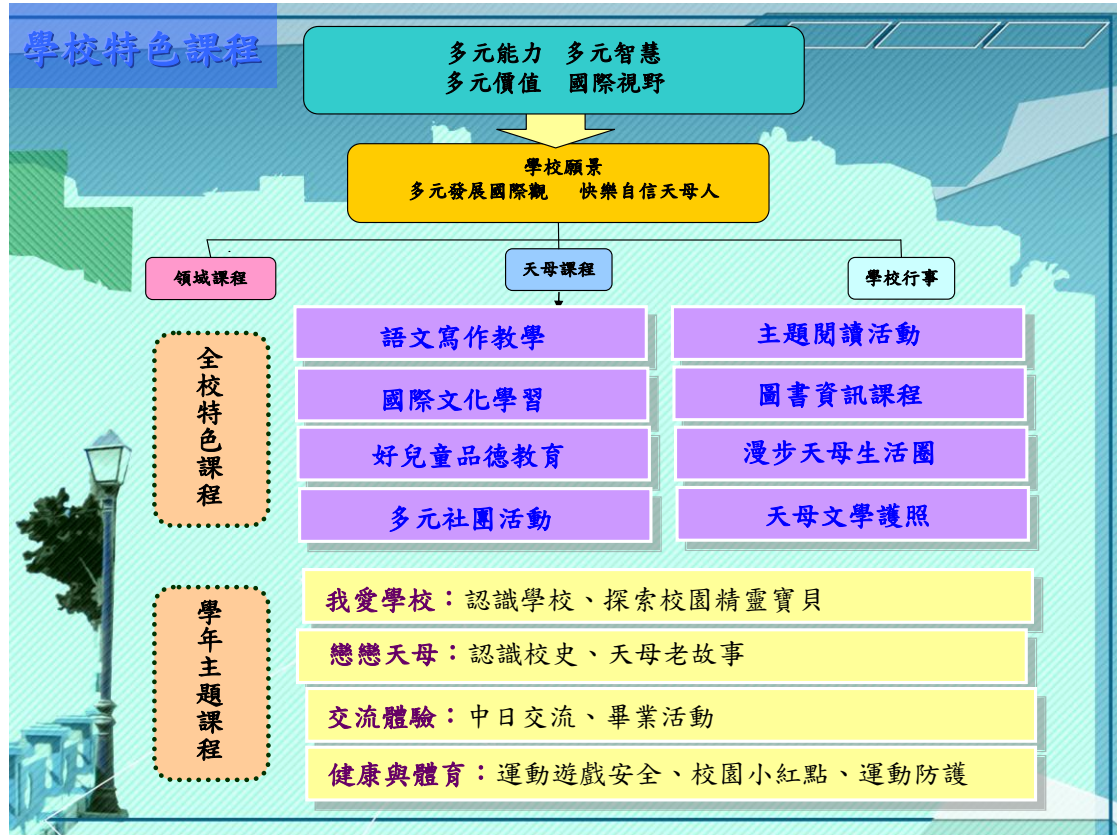 學校特色課程
多元能力 多元智慧
多元價值 國際視野
學校願景
多元發展國際觀 快樂自信天母人
領域課程
天母課程
學校行事
全校特色課程
語文寫作教學
主題閱讀活動
國際文化學習
圖書資訊課程
好兒童品德教育
漫步天母生活圈
多元社團活動
天母文學護照
學年主題課程
我愛學校：認識學校、探索校園精靈寶貝
戀戀天母：認識校史、天母老故事
交流體驗：中日交流、畢業活動
健康與體育：運動遊戲安全、校園小紅點、運動防護